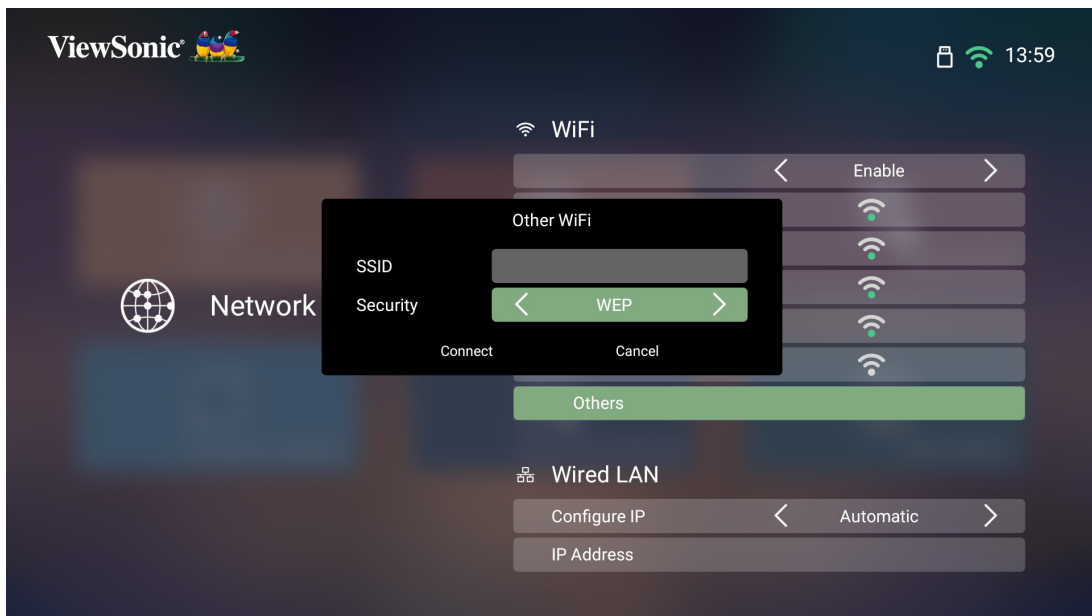 ViewSonic®
13:59
WiFi
Enable
Other WiFi
SSID
Network
Security
WEP
Connect
Cancel
Others
Wired LAN
Configure IP
Automatic
IP Address